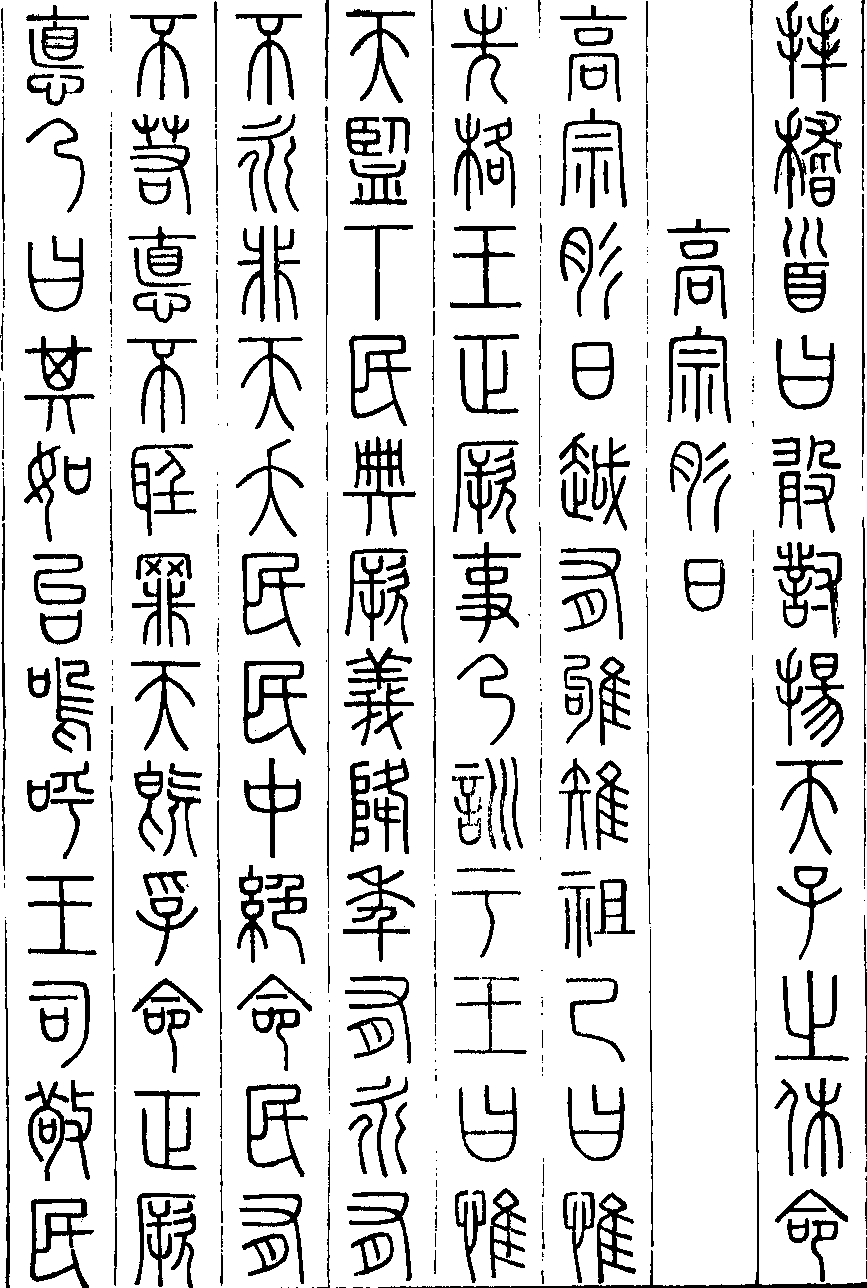 拜稽首曰敢對揚天子之休命
高宗肜日
高宗肜日越有雊雉祖己曰惟
先格王正厥事乃訓于王曰惟
天監下民典厥義降年有永有
不永非天夭民民中絕命民有
不若悳不聽罪天既孚命正厥
悳乃曰其如台嗚呼王司敬民